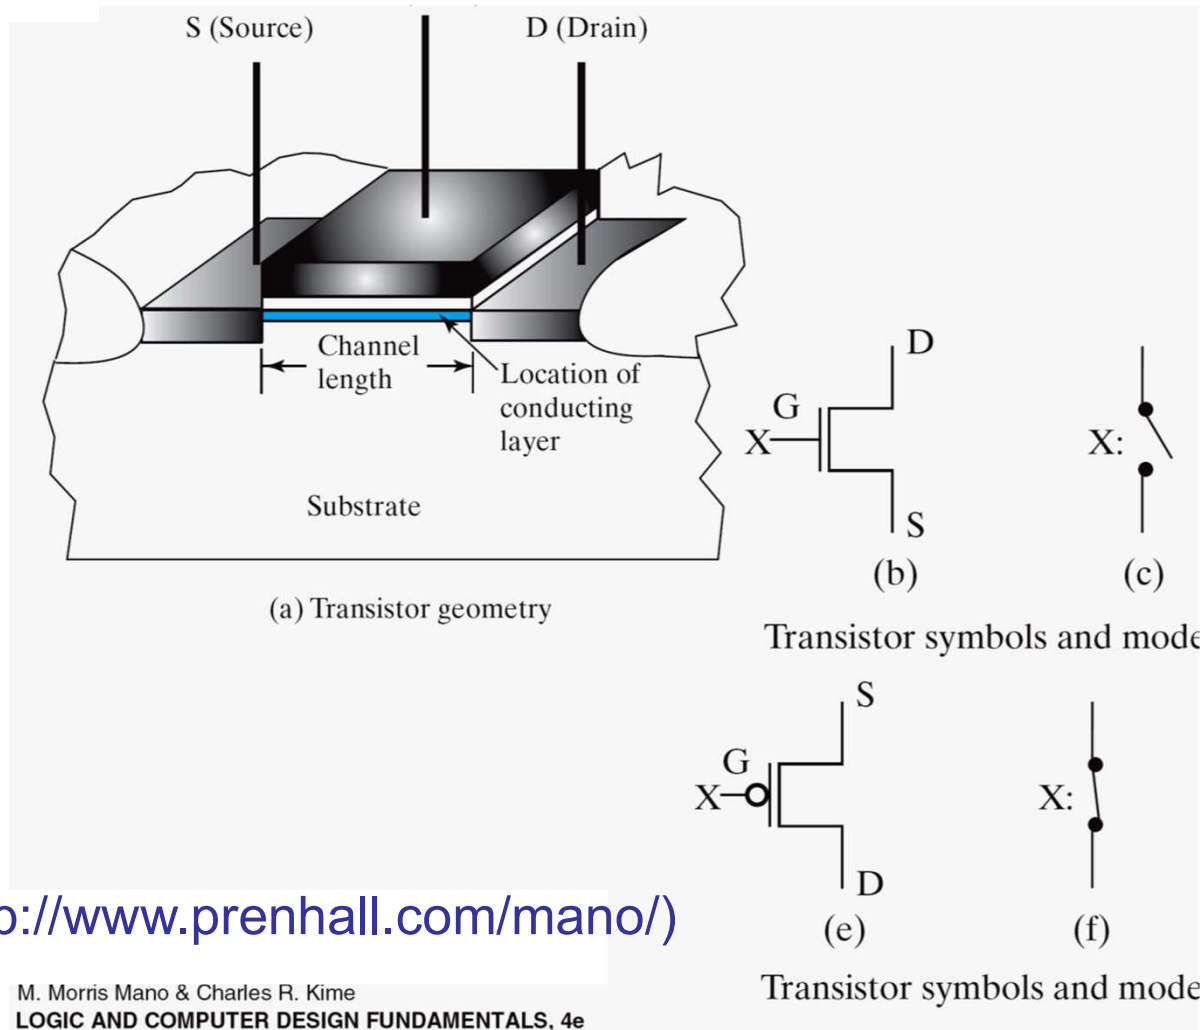 S (Source)
D (Drain)
Channel
length
Location of
conducting
layer
Substrate
(a) Transistor geometry
D
G
X
S
(b)
X:
(c)
Transistor symbols and mode
S
G
X
D
(e)
X:
(f)
Transistor symbols and mode
p://www.prenhall.com/mano/)
M. Morris Mano & Charles R. Kime
LOGIC AND COMPUTER DESIGN FUNDAMENTALS, 4e